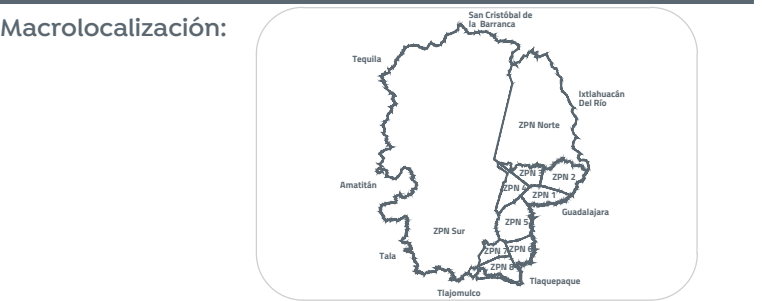 Macrolocalización:
San Cristóbal de
la Barranca
Tequila
Ixtlahuacán
Del Río
ZPN Norte
ZPN 3
ZPN 2
ZPN 4
ZPN 1
Amatitán
Guadalajara
ZPN 5
ZPN Sur
ZPN 7
ZPN 6
Tala
ZPN 8
Tlaquepaque
Tlajomulco